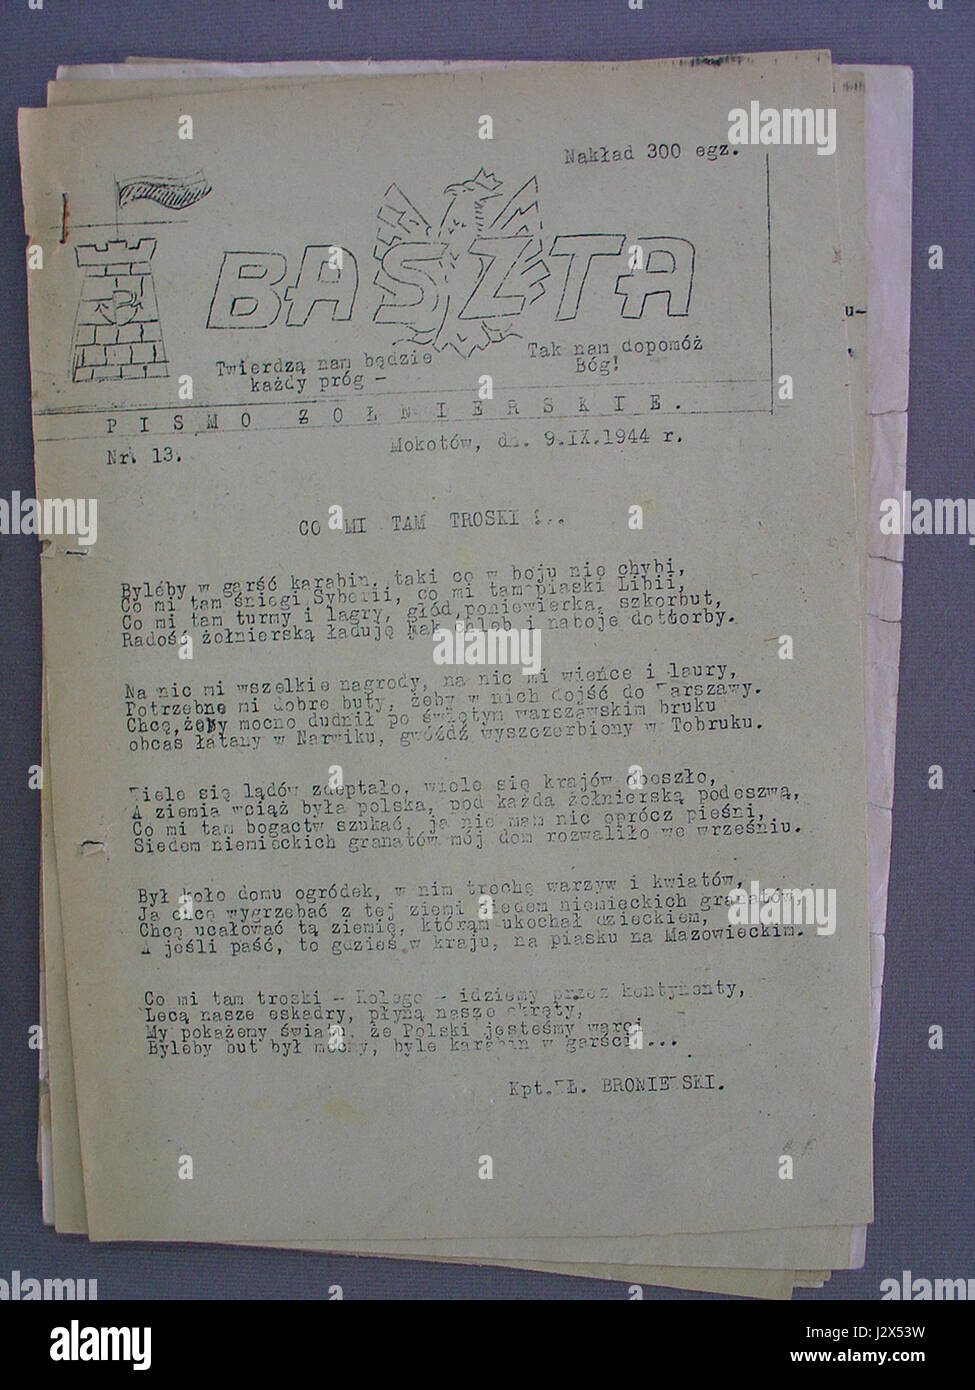 Nakład 300 egz.
BASZTA
Twierdzą nam będzie
każdy próg -
Tak nam dopomóż
Bóg!
PISMO ŻOŁNIERSKIE.
Nr. 13.
Mokotów, dn. 9.IX.1944 r.
CO MI TAM TROSKI !..
Byleby w garść karabin, taki co w boju nie chybi,
Co mi tam śniegi Syberii, co mi tam piaski Libii,
Co mi tam turmy i lagry, głód, poniewierka, szkorbut,
Radość żołnierską ładuję jak chleb i naboje do torby.
Na nic mi wszelkie nagrody, na nic mi wieńce i laury,
Potrzebne mi dobre buty, żeby w nich dojść do Warszawy.
Chcę, żeby mocno dudnił po świętym warszawskim bruku
obcas łatany w Narwiku, gwóźdź wyszczerbiony w Tobruku.
Wiele się lądów zdeptało, wiele się krajów obeszło,
A ziemia wciąż była polska, pod każdą żołnierską podeszwą,
Co mi tam bogactw szukać, ja nie mam nic oprócz pieśni,
Siedem niemieckich granatów mój dom rozwaliło we wrześniu.
Był koło domu ogródek, w nim trochę warzyw i kwiatów,
Ja chcę wygrzebać z tej ziemi siedem niemieckich granatów,
Chcę ucałować tą ziemię, którąm ukochał dzieckiem,
A jeśli paść, to gdzieś w kraju, na piasku na Mazowieckim.
Co mi tam troski - Kolego - idziemy przez kontynenty,
Lecą nasze eskadry, płyną nasze okręty,
My pokażemy światu, że Polski jesteśmy warci
Byleby but był mocny, byle karabin w garści ...
Kpt. WŁ. BRONIEWSKI.
u-
alamy
Image ID: J2X53W
www.alamy.com